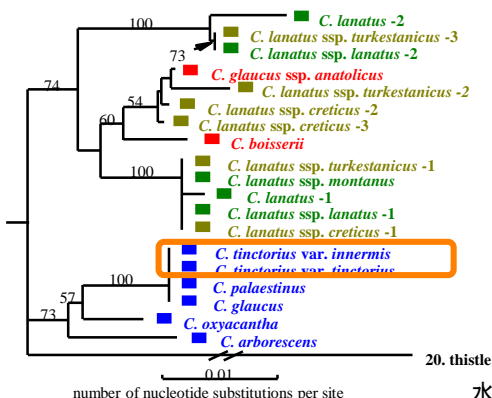 100
C. lanatus -2
C. lanatus ssp. turkestanicus -3
C. lanatus ssp. lanatus -2
73
C. glaucus ssp. anatolicus
74
C. lanatus ssp. turkestanicus -2
54
C. lanatus ssp. creticus -2
60
C. lanatus ssp. creticus -3
C. boisserii
C. lanatus ssp. turkestanicus -1
100
C. lanatus ssp. montanus
C. lanatus -1
C. lanatus ssp. lanatus -1
C. lanatus ssp. creticus -1
C. tinctorius var. innermis
C. tinctorius var. tinctorius
100
C. palaestinus
57
C. glaucus
73
C. oxyacantha
C. arborescens
20. thistle
0.01
number of nucleotide substitutions per site
水